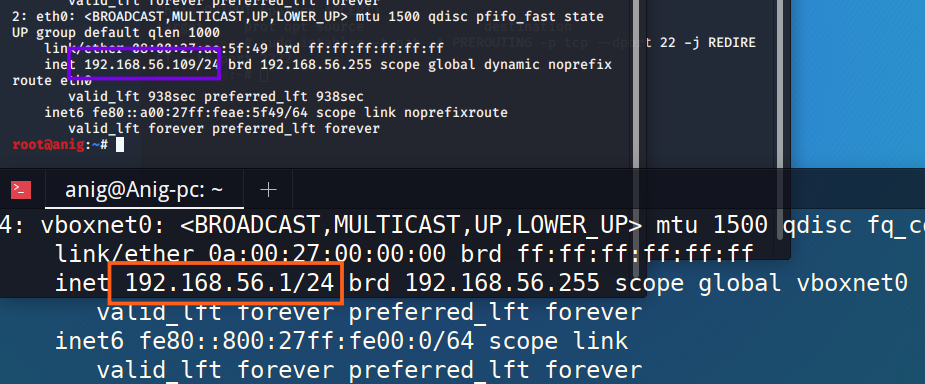 valid_lft forever preferred_lft forever
2: eth0: <BROADCAST,MULTICAST,UP,LOWER_UP> mtu 1500 qdisc pfifo_fast state
UP group default qlen 1000
link/ether 08:00:27:ae:5f:49 brd ff:ff:ff:ff:ff:ff
PREROUTING -p tcp --dport 22 -j REDIRE
inet 192.168.56.109/24 brd 192.168.56.255 scope global dynamic noprefix
route eth0
valid_lft 938sec preferred_lft 938sec
inet6 fe80::a00:27ff:feae:5f49/64 scope link noprefixroute
valid_lft forever preferred_lft forever
root@anig:~#
anig@Anig-pc: ~
4: vboxnet0: <BROADCAST,MULTICAST,UP,LOWER_UP> mtu 1500 qdisc fq_co
link/ether 0a:00:27:00:00:00 brd ff:ff:ff:ff:ff:ff
inet 192.168.56.1/24 brd 192.168.56.255 scope global vboxnet0
valid_lft forever preferred_lft forever
inet6 fe80::800:27ff:fe00:0/64 scope link
valid_lft forever preferred_lft forever